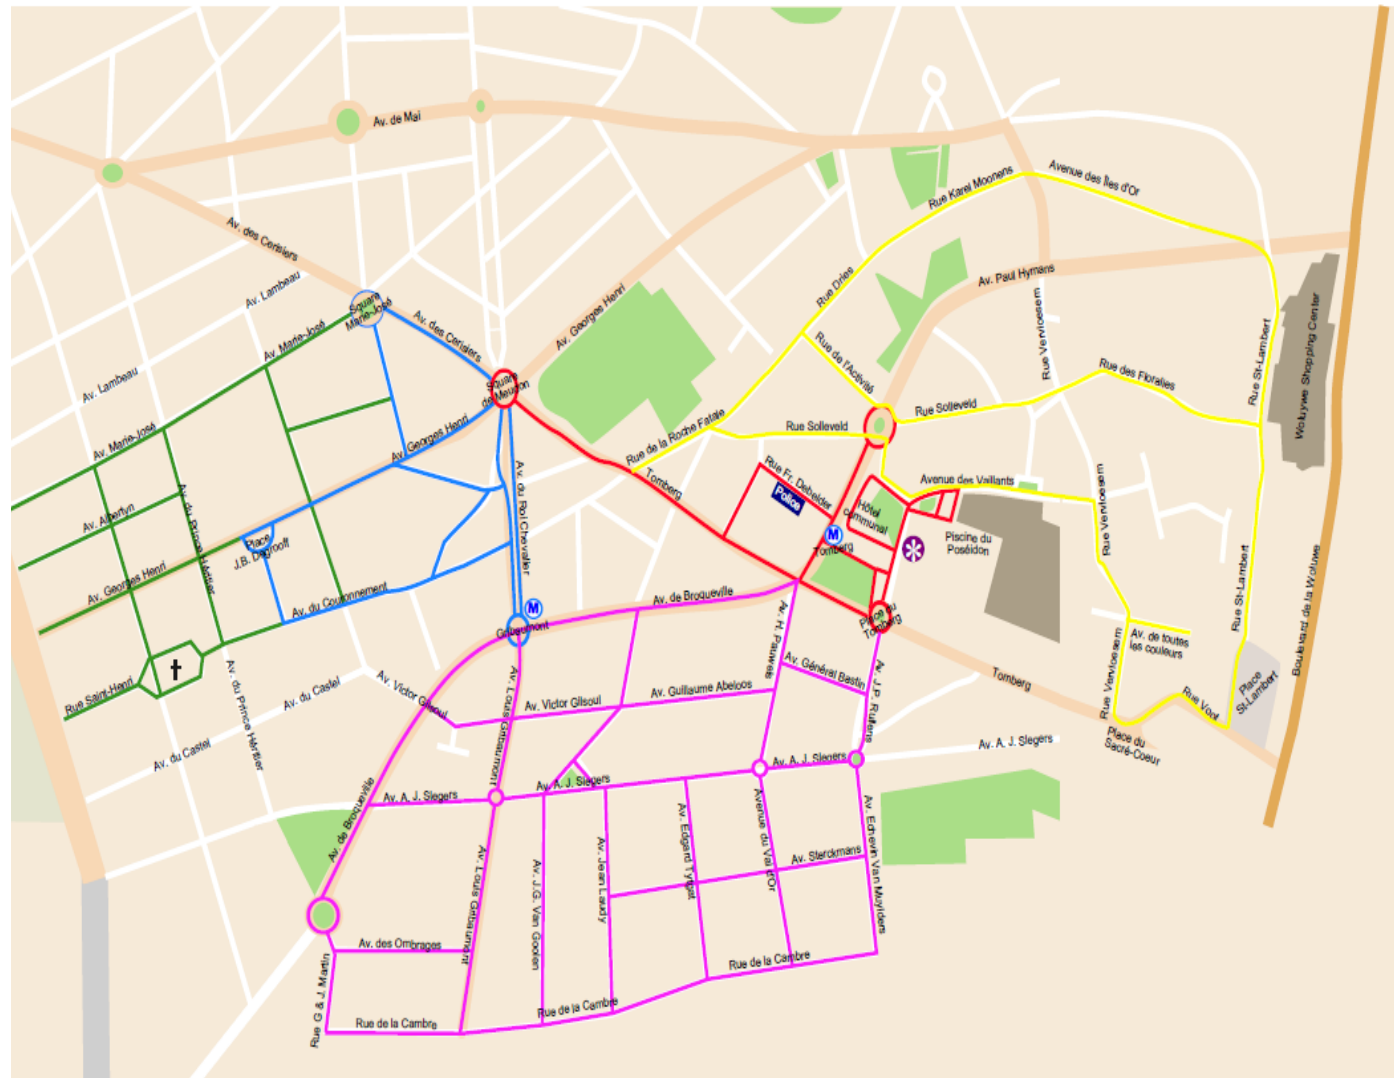 Av. de Mai
Rue Karel Moonens
Avenue des Îles d'Or
Av. des Cerisiers
Av. Lambeau
Rue Dries
Av. Paul Hymans
Square
Marie-José
Av. Marie-José
Av. des Cerisiers
Av. Georges Henri
Rue Vervloesem
Rue St-Lambert
Woluywe Shopping Center
Rue de l'Activité
Rue des Floralies
Av. Lambeau
Square
de Meudon
Rue Solleveld
Av. Marie-José
Av. Georges Henri
Rue de la Roche Fatale
Rue Solleveld
Tomberg
Rue Fr. Debelder
Police
Avenue des Vaillants
Hôtel
communal
Av. Albertyn
Av. du Prince Héritier
Av. du Roi Chevalier
Place
J.B. Degrooff
M
Tomberg
Piscine du
Poséidon
Rue Vervloesem
Av. Georges Henri
Av. du Couronnement
M
Gribaumont
Av. de Broqueville
Av. H. Pauwels
Place du
Tomberg
Rue St-Lambert
Boulevard de la Woluwe
Av. de toutes
les couleurs
Rue Saint-Henri
Av. du Prince Héritier
Av. du Castel
Av. Victor Gilsoul
Av. Louis Gribaumont
Av. Victor Gilsoul
Av. Guillaume Abeloos
Av. Général Bastin
Av. J.P. Rullens
Tomberg
Rue Vervloesem
Rue Voot
Place
St-Lambert
Place du
Sacré-Coeur
Av. du Castel
Av. A. J. Slegers
Av. A. J. Slegers
Av. A. J. Slegers
Av. A. J. Slegers
Av. de Broqueville
Av. Louis Gribaumont
Av. J.G. Van Goolen
Av. Jean Laudy
Av. Edgard Tytgat
Avenue du Val d'Or
Av. Sterckmans
Av. Echevin Van Muylders
Av. des Ombrages
Rue de la Cambre
Rue G & J. Martin
Rue de la Cambre
Rue de la Cambre